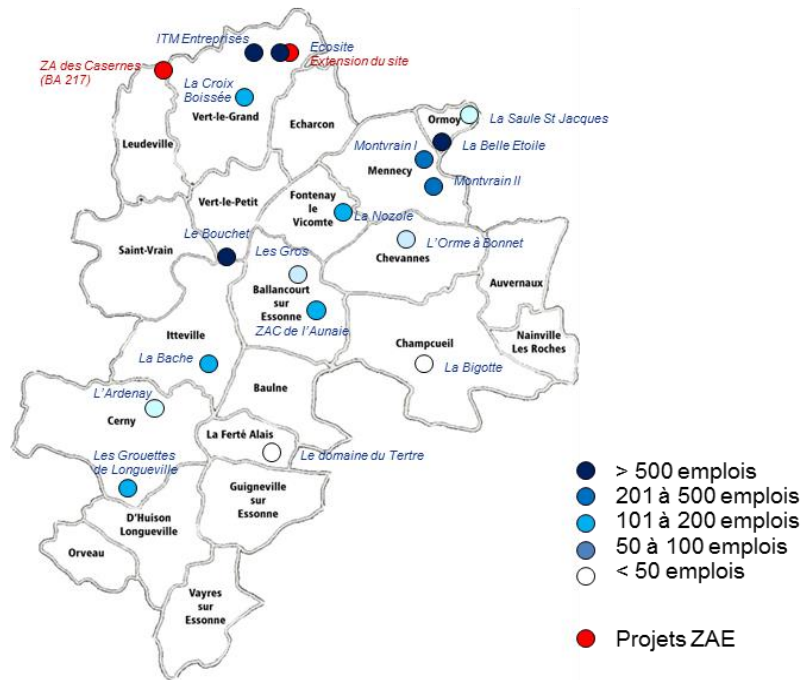 ITM Entreprises
Ecosite
Extension du site
ZA des Casernes
(BA 217)
La Croix
Boissée
Vert-le-Grand
Echarcon
Ormoy
La Saule St Jacques
Leudeville
Montvrain I
La Belle Etoile
Mennecy
Montvrain II
Vert-le-Petit
Fontenay
le
Vicomte
La Nozole
Saint-Vrain
Le Bouchet
Les Gros
L'Orme à Bonnet
Chevannes
Auvernaux
Ballancourt
sur
Essonne
ZAC de l'Aunaie
Itteville
Champcueil
Nainville
Les Roches
La Bache
La Bigotte
Baulne
L'Ardenay
Cerny
La Ferté Alais
Les Grouettes
de Longueville
Le domaine du Tertre
Guigneville
sur
Essonne
D'Huison
Longueville
Orveau
Vayres
sur
Essonne
> 500 emplois
201 à 500 emplois
101 à 200 emplois
50 à 100 emplois
< 50 emplois
Projets ZAE